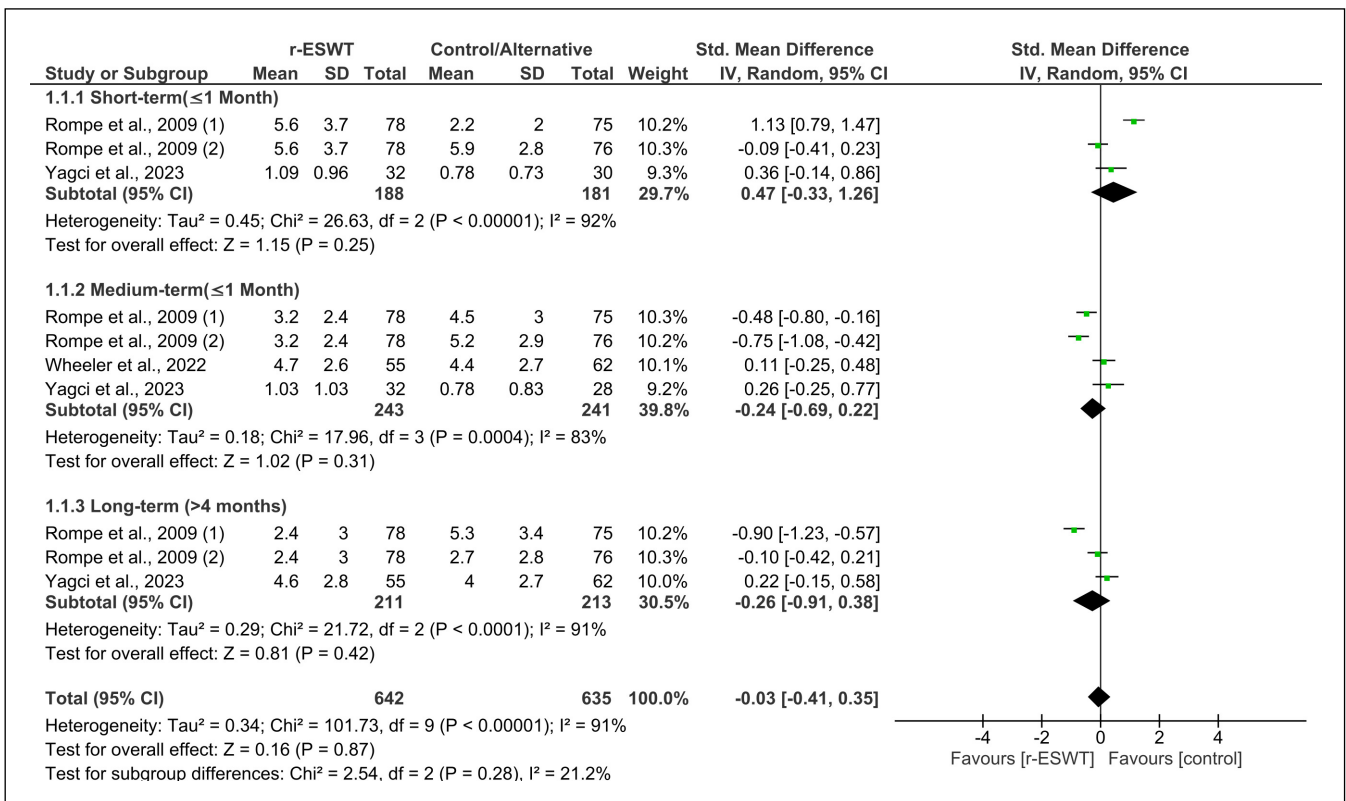 r-ESWT Control/Alternative Std. Mean Difference Std. Mean Difference
Study or Subgroup Mean SD Total Mean SD Total Weight IV, Random, 95% CI IV, Random, 95% CI
1.1.1 Short-term(≤1 Month)
Rompe et al., 2009 (1) 5.6 3.7 78 2.2 2 75 10.2% 1.13 [0.79, 1.47]
Rompe et al., 2009 (2) 5.6 3.7 78 5.9 2.8 76 10.3% -0.09 [-0.41, 0.23]
Yagci et al., 2023 1.09 0.96 32 0.78 0.73 30 9.3% 0.36 [-0.14, 0.86]
Subtotal (95% CI) 188 181 29.7% 0.47 [-0.33, 1.26]
Heterogeneity: Tau² = 0.45; Chi² = 26.63, df = 2 (P < 0.00001); I² = 92%
Test for overall effect: Z = 1.15 (P = 0.25)
1.1.2 Medium-term(≤1 Month)
Rompe et al., 2009 (1) 3.2 2.4 78 4.5 3 75 10.3% -0.48 [-0.80, -0.16]
Rompe et al., 2009 (2) 3.2 2.4 78 5.2 2.9 76 10.2% -0.75 [-1.08, -0.42]
Wheeler et al., 2022 4.7 2.6 55 4.4 2.7 62 10.1% 0.11 [-0.25, 0.48]
Yagci et al., 2023 1.03 1.03 32 0.78 0.83 28 9.2% 0.26 [-0.25, 0.77]
Subtotal (95% CI) 243 241 39.8% -0.24 [-0.69, 0.22]
Heterogeneity: Tau² = 0.18; Chi² = 17.96, df = 3 (P = 0.0004); I² = 83%
Test for overall effect: Z = 1.02 (P = 0.31)
1.1.3 Long-term (>4 months)
Rompe et al., 2009 (1) 2.4 3 78 5.3 3.4 75 10.2% -0.90 [-1.23, -0.57]
Rompe et al., 2009 (2) 2.4 3 78 2.7 2.8 76 10.3% -0.10 [-0.42, 0.21]
Yagci et al., 2023 4.6 2.8 55 4 2.7 62 10.0% 0.22 [-0.15, 0.58]
Subtotal (95% CI) 211 213 30.5% -0.26 [-0.91, 0.38]
Heterogeneity: Tau² = 0.29; Chi² = 21.72, df = 2 (P < 0.0001); I² = 91%
Test for overall effect: Z = 0.81 (P = 0.42)
Total (95% CI) 642 635 100.0% -0.03 [-0.41, 0.35]
Heterogeneity: Tau² = 0.34; Chi² = 101.73, df = 9 (P < 0.00001); I² = 91%
Test for overall effect: Z = 0.16 (P = 0.87)
Test for subgroup differences: Chi² = 2.54, df = 2 (P = 0.28), I² = 21.2%
-4 -2 0 2 4
Favours [r-ESWT] Favours [control]